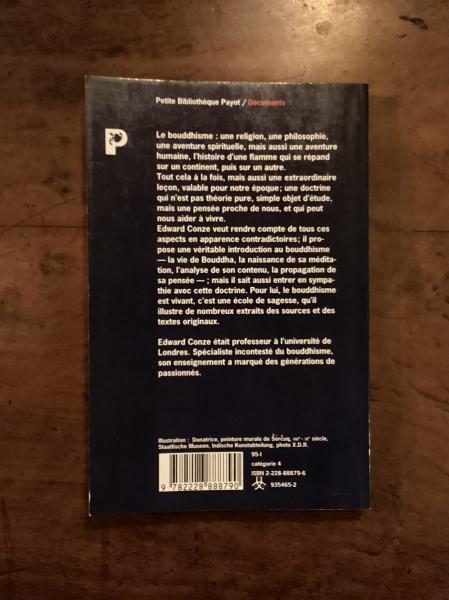 Petite Bibliothèque Payot / Documents
P
Le bouddhisme : une religion, une philosophie,
une aventure spirituelle, mais aussi une aventure
humaine, l'histoire d'une flamme qui se répand
sur un continent, puis sur un autre.
Tout cela à la fois, mais aussi une extraordinaire
leçon, valable pour notre époque ; une doctrine
qui n'est pas théorie pure, simple objet d'étude,
mais une pensée proche de nous, et qui peut
nous aider à vivre.
Edward Conze veut rendre compte de tous ces
aspects en apparence contradictoires ; il pro-
pose une véritable introduction au bouddhisme
— la vie de Bouddha, la naissance de sa médita-
tion, l'analyse de son contenu, la propagation de
sa pensée — ; mais il sait aussi entrer en sympa-
thie avec cette doctrine. Pour lui, le bouddhisme
est vivant, c'est une école de sagesse, qu'il
illustre de nombreux extraits des sources et des
textes originaux.
Edward Conze était professeur à l'université de
Londres. Spécialiste incontesté du bouddhisme,
son enseignement a marqué des générations de
passionnés.
Illustration : Donatrice, peinture murale de Šorčuq, VIIIe - IXe siècle,
Staatlische Museen, Indische Kunstabteilung, photo X.D.R.
95-I
catégorie 4
ISBN 2-228-88879-6
935465-2
9 782228 888790